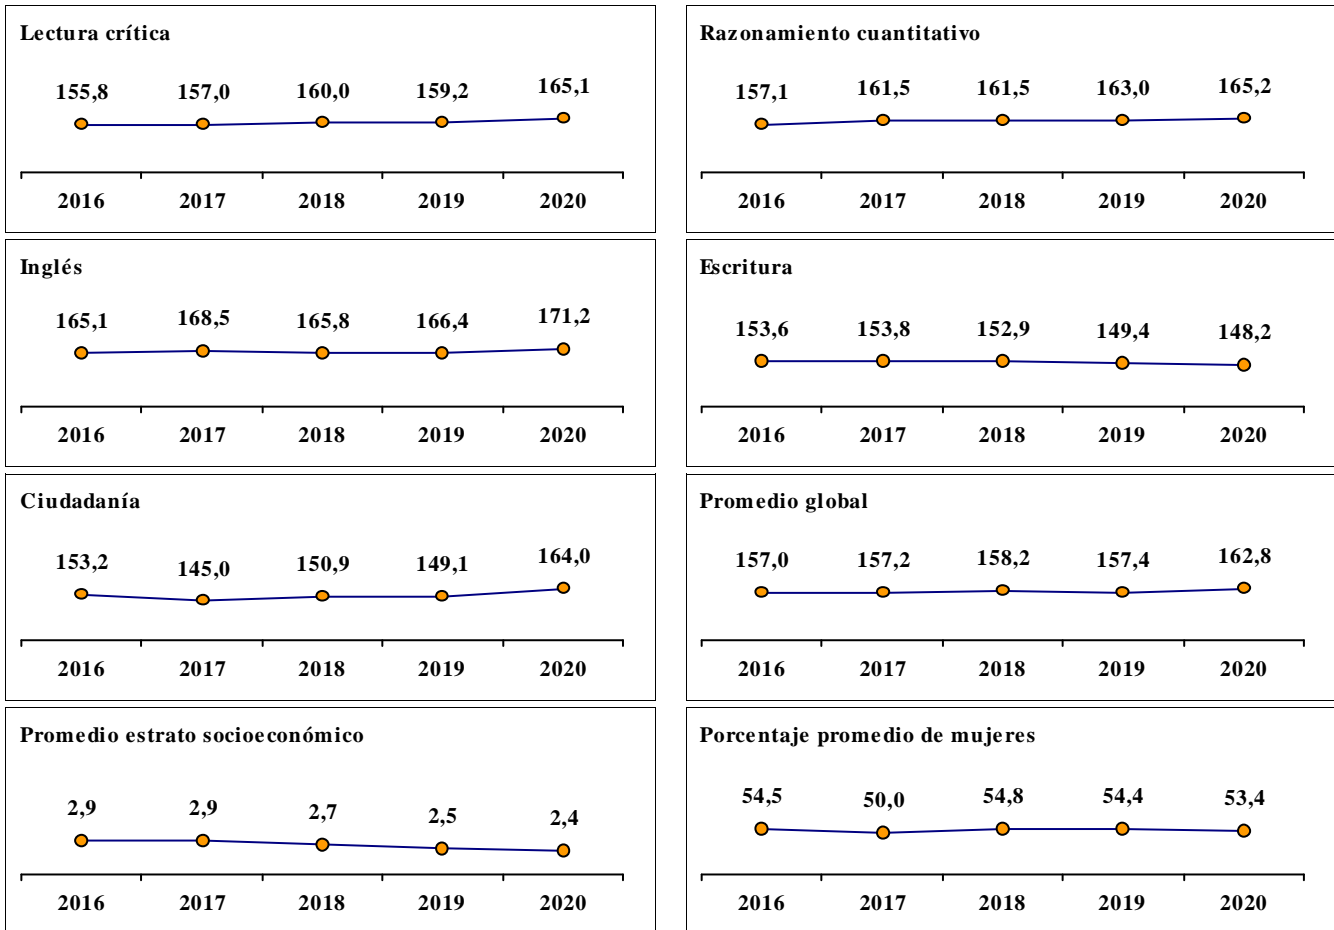 Lectura crítica
155,8 157,0 160,0 159,2 165,1
2016 2017 2018 2019 2020
Razonamiento cuantitativo
157,1 161,5 161,5 163,0 165,2
2016 2017 2018 2019 2020
Inglés
165,1 168,5 165,8 166,4 171,2
2016 2017 2018 2019 2020
Escritura
153,6 153,8 152,9 149,4 148,2
2016 2017 2018 2019 2020
Ciudadanía
153,2 145,0 150,9 149,1 164,0
2016 2017 2018 2019 2020
Promedio global
157,0 157,2 158,2 157,4 162,8
2016 2017 2018 2019 2020
Promedio estrato socioeconómico
2,9 2,9 2,7 2,5 2,4
2016 2017 2018 2019 2020
Porcentaje promedio de mujeres
54,5 50,0 54,8 54,4 53,4
2016 2017 2018 2019 2020